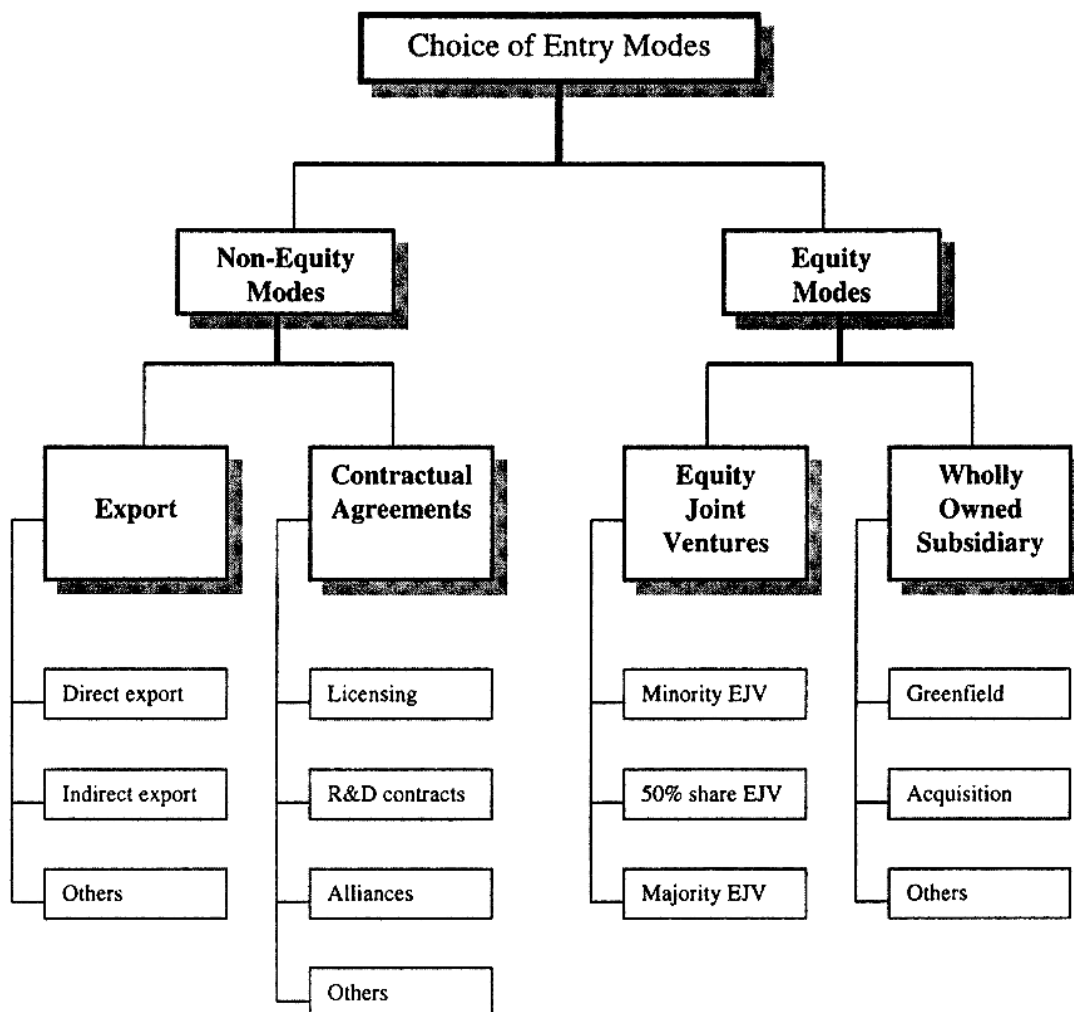 Choice of Entry Modes
Non-Equity
Modes
Equity
Modes
Export
Contractual
Agreements
Equity
Joint
Ventures
Wholly
Owned
Subsidiary
Direct export
Indirect export
Others
Licensing
R&D contracts
Alliances
Others
Minority EJV
50% share EJV
Majority EJV
Greenfield
Acquisition
Others